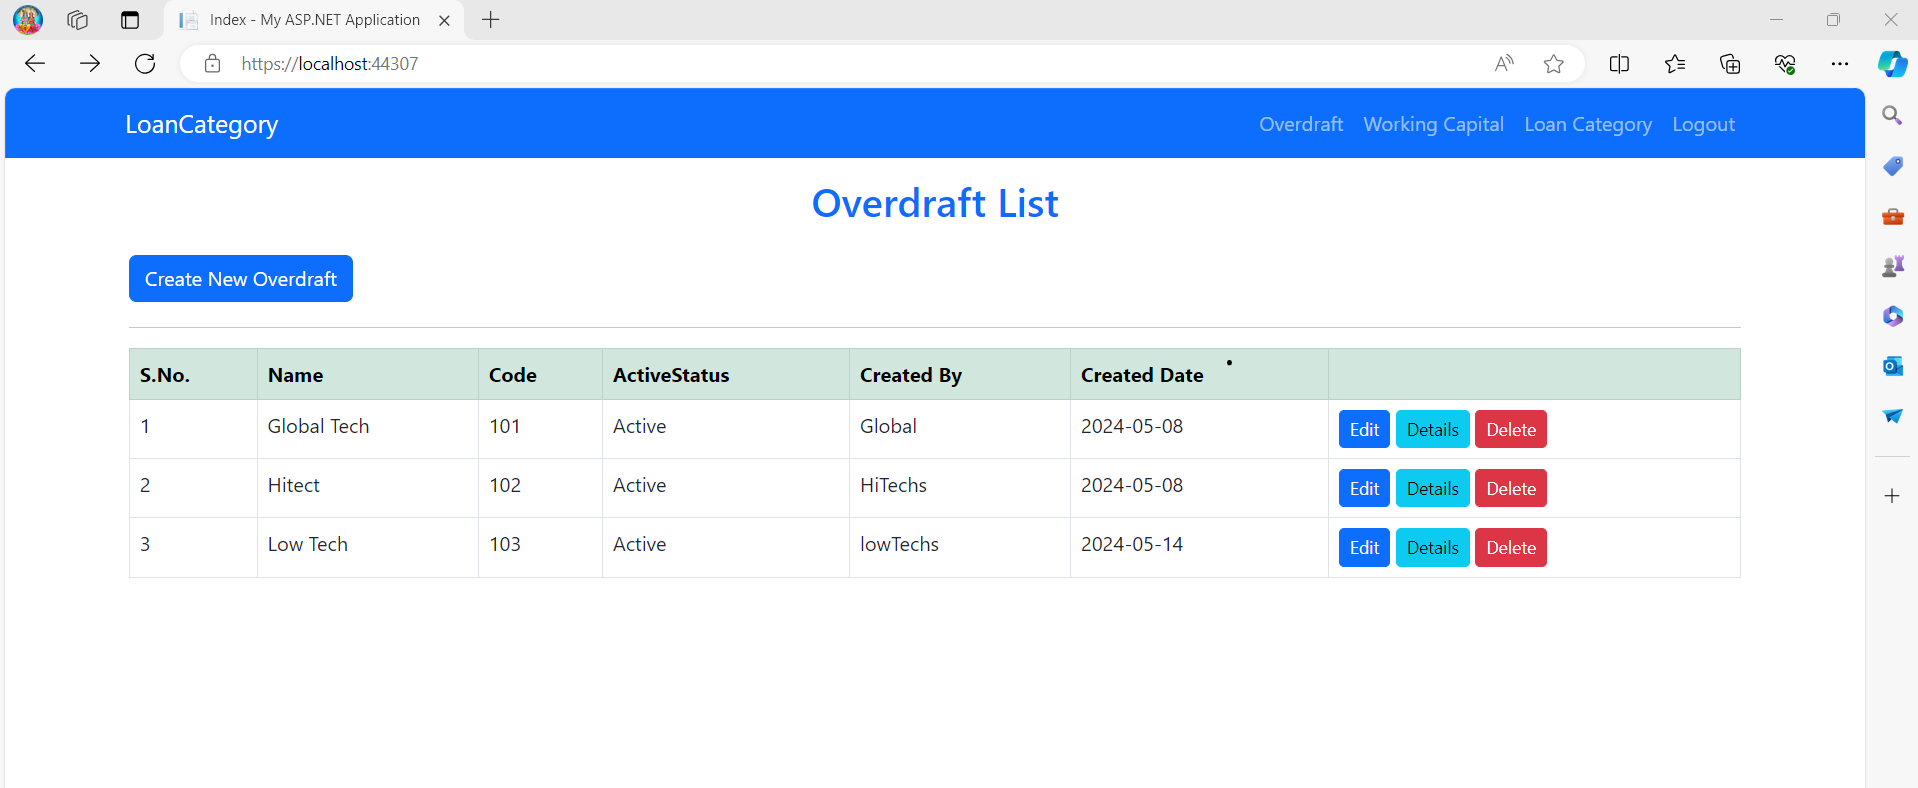 Index - My ASP.NET Application
https://localhost:44307
LoanCategory Overdraft Working Capital Loan Category Logout
Overdraft List
Create New Overdraft
S.No. Name Code ActiveStatus Created By Created Date
1 Global Tech 101 Active Global 2024-05-08 Edit Details Delete
2 Hitect 102 Active HiTechs 2024-05-08 Edit Details Delete
3 Low Tech 103 Active lowTechs 2024-05-14 Edit Details Delete